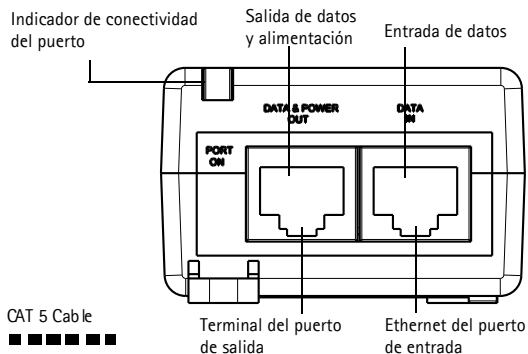 Indicador de conectividad
del puerto
Salida de datos
y alimentación
Entrada de datos
DATA & POWER
OUT
DATA
IN
PORT
ON
CAT 5 Cable
Terminal del puerto
de salida
Ethernet del puerto
de entrada